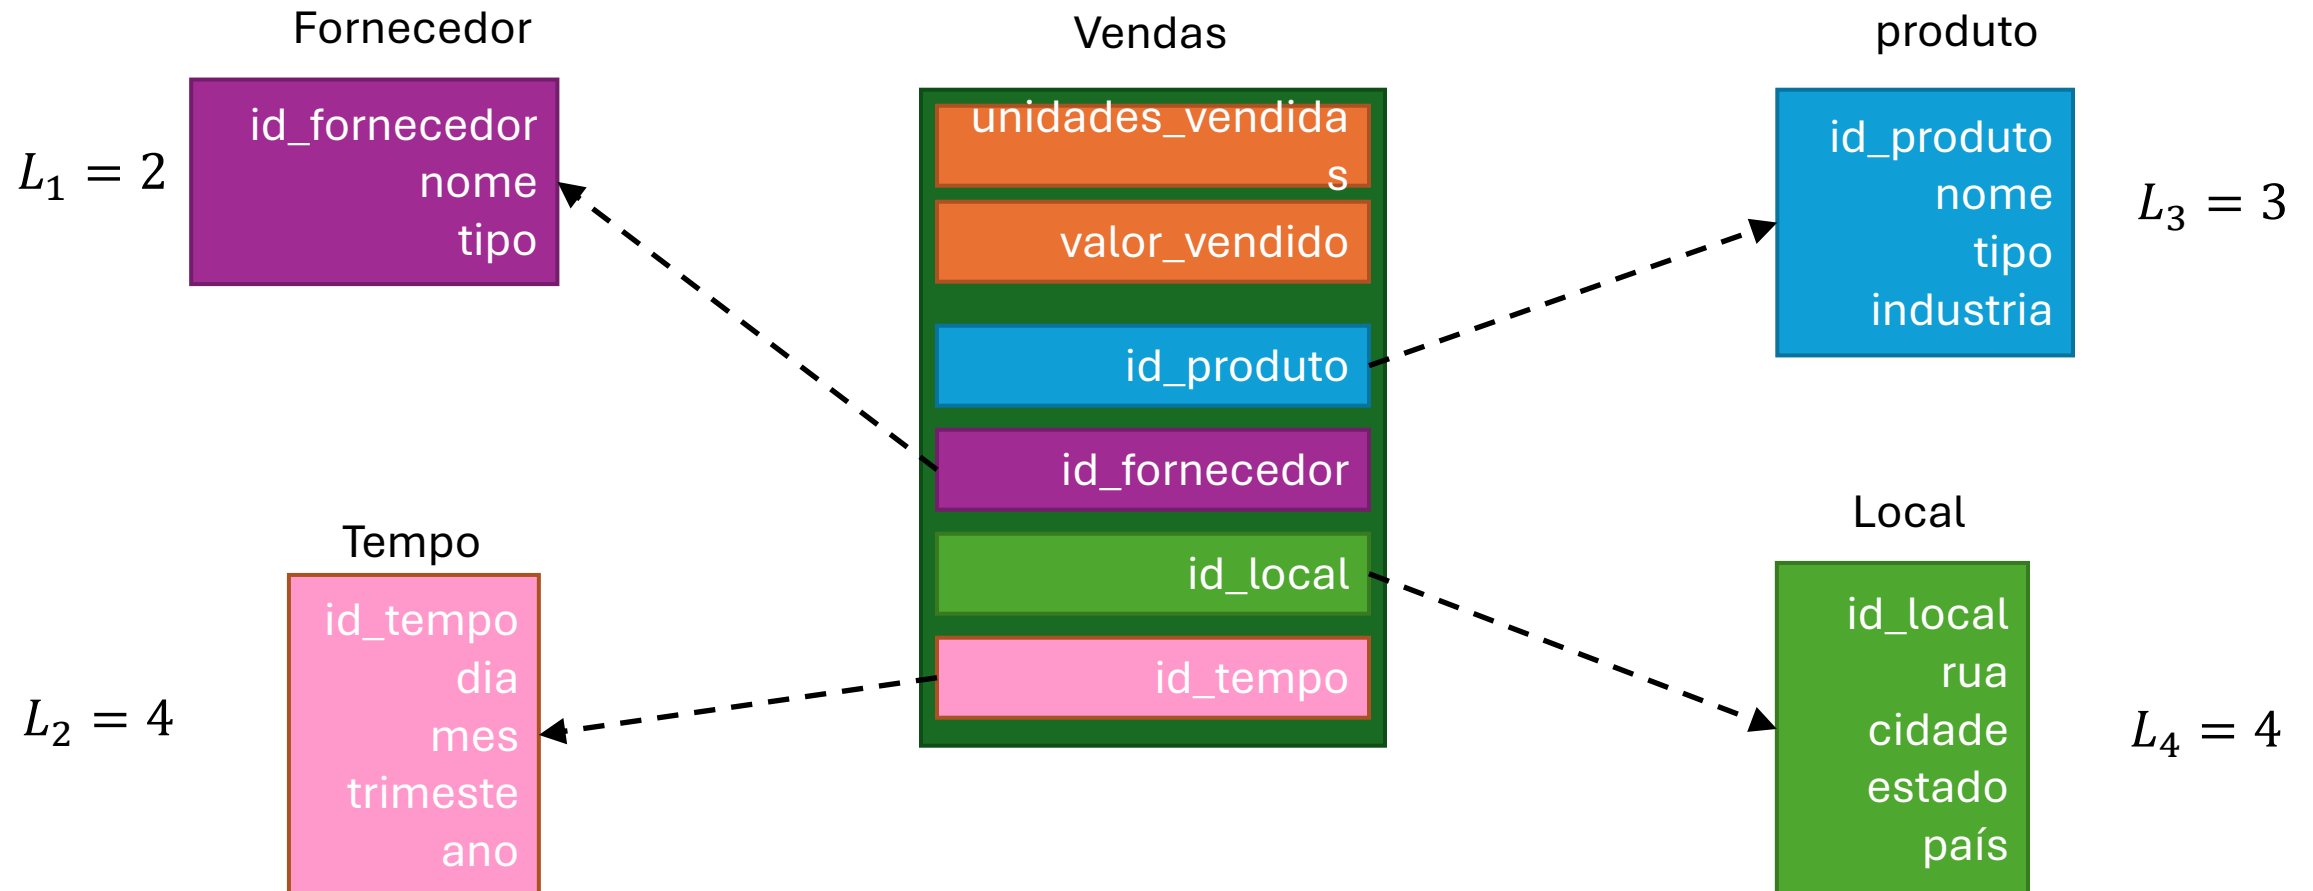 Fornecedor
id_fornecedor
nome
tipo
L₁ = 2
Vendas
unidades_vendida
s
valor_vendido
id_produto
id_fornecedor
id_local
id_tempo
produto
id_produto
nome
tipo
industria
L₃ = 3
Tempo
id_tempo
dia
mes
trimeste
ano
L₂ = 4
Local
id_local
rua
cidade
estado
país
L₄ = 4